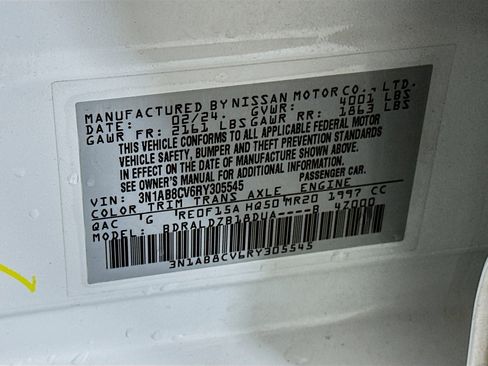 MANUFACTURED BY NISSAN MOTOR CO., LTD.
DATE: 02/24. GVWR: 4001 LBS
GAWR FR: 2161 LBS GAWR RR: 1863 LBS
THIS VEHICLE CONFORMS TO ALL APPLICABLE FEDERAL MOTOR
VEHICLE SAFETY, BUMPER AND THEFT PREVENTION STANDARDS
IN EFFECT ON THE DATE OF MANUFACTURE SHOWN ABOVE.
SEE OWNER'S MANUAL FOR ADDITIONAL INFORMATION.
VIN: 3N1AB8CV6RY305545 PASSENGER CAR.
COLOR TRIM TRANS AXLE ENGINE
QAC G RE0F15A HQ50 MR20 1997 CC
MODEL: BDRALDZB18DUA----B 47000
3N1AB8CV6RY305545